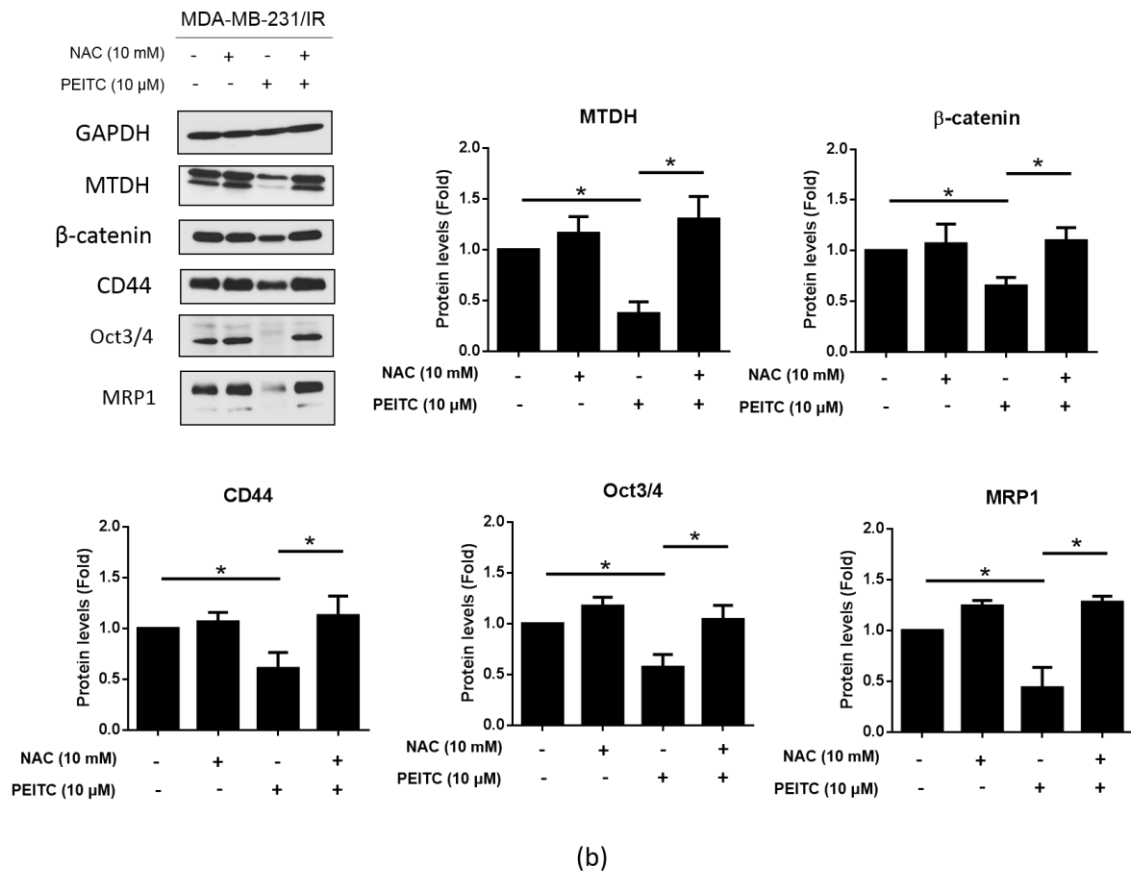 MDA-MB-231/IR
NAC (10 mM) - + - +
PEITC (10 µM) - - + +
GAPDH
MTDH
β-catenin
CD44
Oct3/4
MRP1
MTDH
Protein levels (Fold)
2.0
1.5
1.0
0.5
0.0
*
*
NAC (10 mM) - + - +
PEITC (10 µM) - - + +
β-catenin
Protein levels (Fold)
2.0
1.5
1.0
0.5
0.0
*
*
NAC (10 mM) - + - +
PEITC (10 µM) - - + +
CD44
Protein levels (Fold)
2.0
1.5
1.0
0.5
0.0
*
*
NAC (10 mM) - + - +
PEITC (10 µM) - - + +
Oct3/4
Protein levels (Fold)
2.0
1.5
1.0
0.5
0.0
*
*
NAC (10 mM) - + - +
PEITC (10 µM) - - + +
MRP1
Protein levels (Fold)
2.0
1.5
1.0
0.5
0.0
*
*
NAC (10 mM) - + - +
PEITC (10 µM) - - + +
(b)